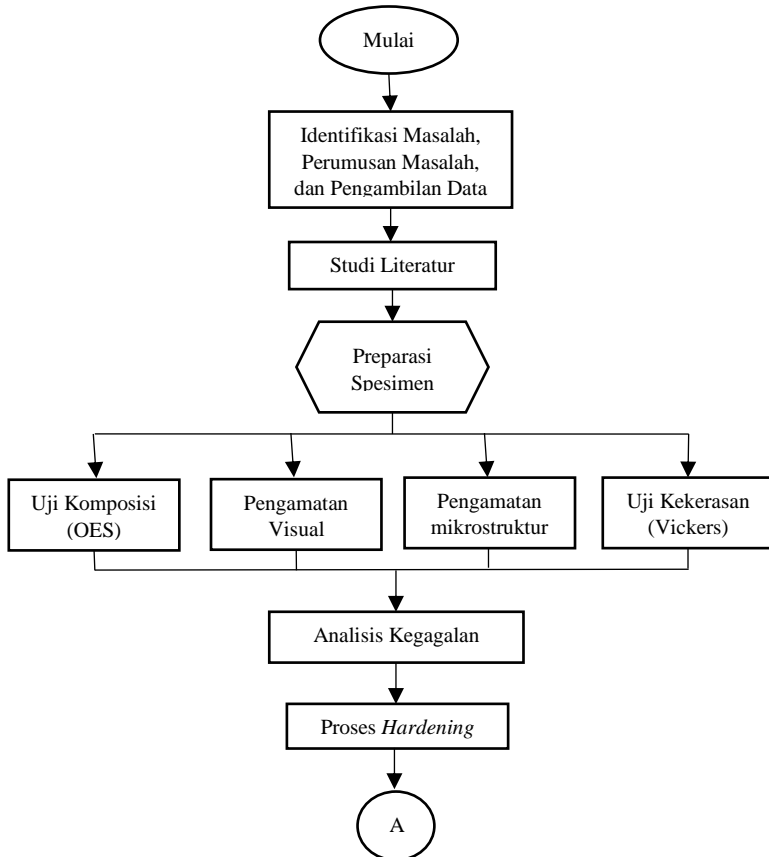 Mulai
Identifikasi Masalah,
Perumusan Masalah,
dan Pengambilan Data
Studi Literatur
Preparasi
Spesimen
Uji Komposisi
(OES)
Pengamatan
Visual
Pengamatan
mikrostruktur
Uji Kekerasan
(Vickers)
Analisis Kegagalan
Proses Hardening
A